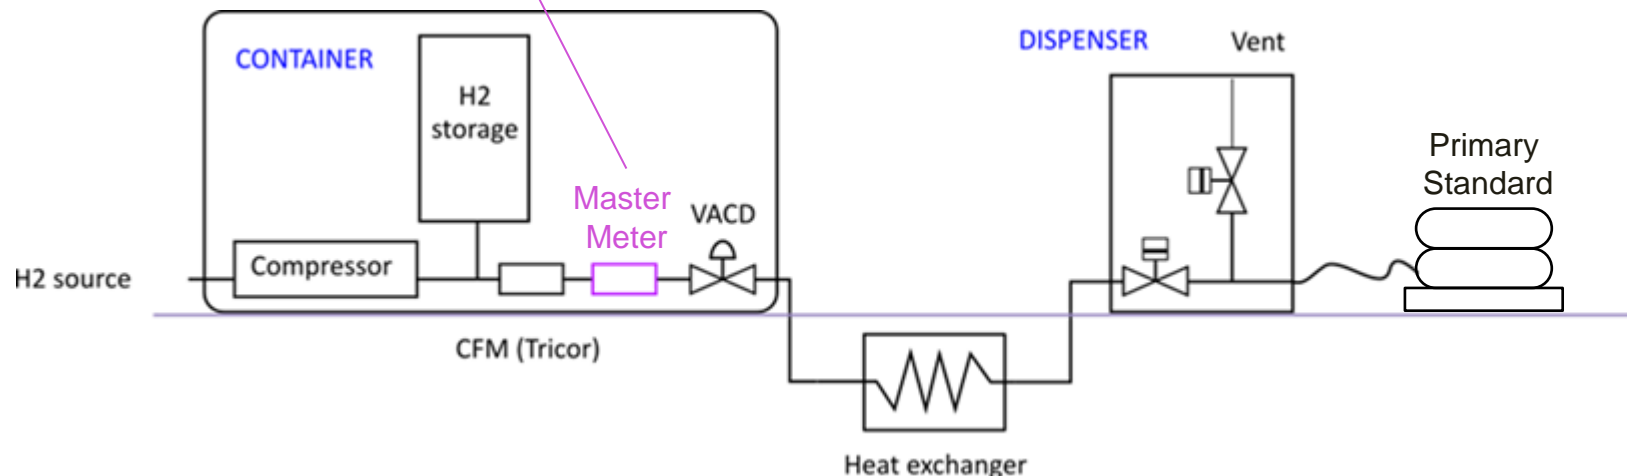 CONTAINER
DISPENSER
Vent
H2
storage
Primary
Standard
Master
Meter
VACD
Compressor
H2 source
CFM (Tricor)
Heat exchanger